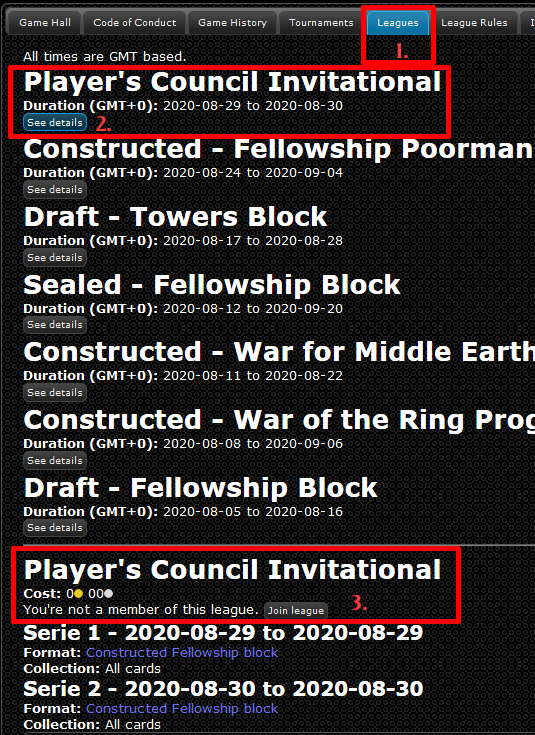 Game Hall Code of Conduct Game History Tournaments Leagues League Rules
1.
All times are GMT based.
Player's Council Invitational
Duration (GMT+0): 2020-08-29 to 2020-08-30
See details 2.
Constructed - Fellowship Poorman
Duration (GMT+0): 2020-08-24 to 2020-09-04
See details
Draft - Towers Block
Duration (GMT+0): 2020-08-17 to 2020-08-28
See details
Sealed - Fellowship Block
Duration (GMT+0): 2020-08-12 to 2020-09-20
See details
Constructed - War for Middle Earth
Duration (GMT+0): 2020-08-11 to 2020-08-22
See details
Constructed - War of the Ring Prog
Duration (GMT+0): 2020-08-08 to 2020-09-06
See details
Draft - Fellowship Block
Duration (GMT+0): 2020-08-05 to 2020-08-16
See details
Player's Council Invitational
Cost: 0 00
You're not a member of this league. Join league 3.
Serie 1 - 2020-08-29 to 2020-08-29
Format: Constructed Fellowship block
Collection: All cards
Serie 2 - 2020-08-30 to 2020-08-30
Format: Constructed Fellowship block
Collection: All cards